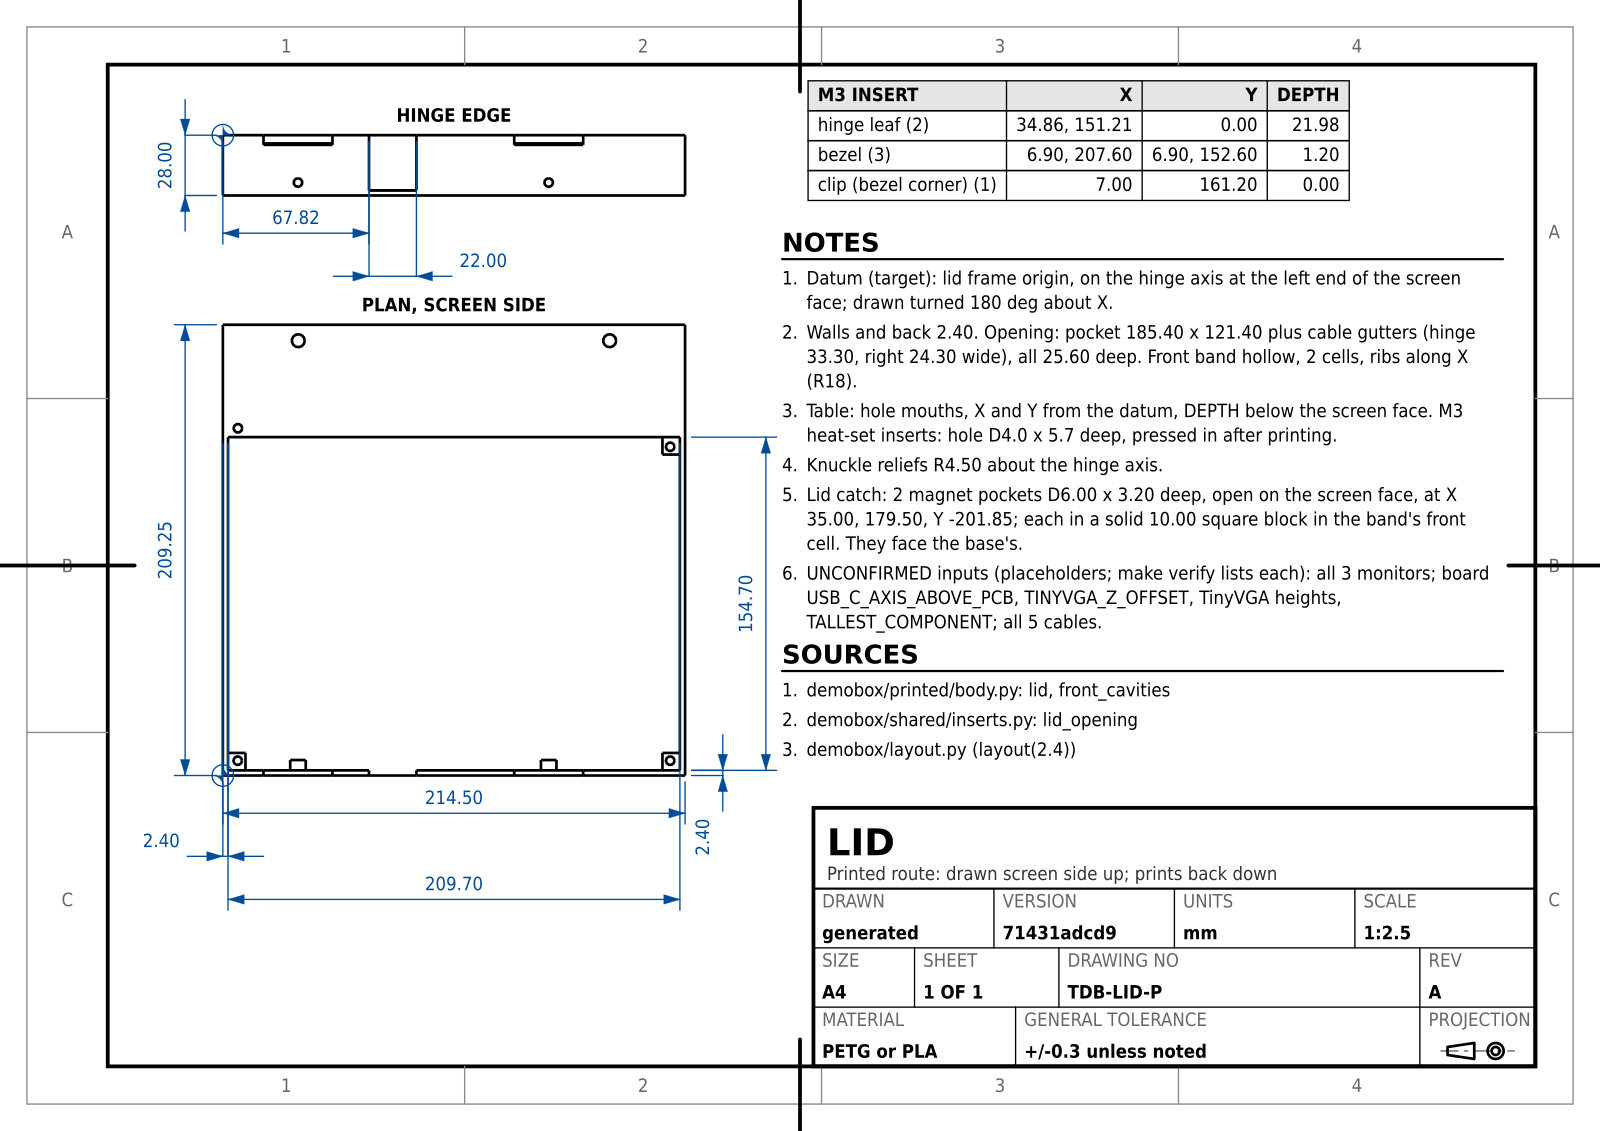 1 2 3 4
HINGE EDGE
28.00
67.82
22.00
PLAN, SCREEN SIDE
209.25
154.70
214.50
2.40
2.40
209.70
M3 INSERT X Y DEPTH
hinge leaf (2) 34.86, 151.21 0.00 21.98
bezel (3) 6.90, 207.60 6.90, 152.60 1.20
clip (bezel corner) (1) 7.00 161.20 0.00
NOTES
1. Datum (target): lid frame origin, on the hinge axis at the left end of the screen
face; drawn turned 180 deg about X.
2. Walls and back 2.40. Opening: pocket 185.40 x 121.40 plus cable gutters (hinge
33.30, right 24.30 wide), all 25.60 deep. Front band hollow, 2 cells, ribs along X
(R18).
3. Table: hole mouths, X and Y from the datum, DEPTH below the screen face. M3
heat-set inserts: hole D4.0 x 5.7 deep, pressed in after printing.
4. Knuckle reliefs R4.50 about the hinge axis.
5. Lid catch: 2 magnet pockets D6.00 x 3.20 deep, open on the screen face, at X
35.00, 179.50, Y -201.85; each in a solid 10.00 square block in the band's front
cell. They face the base's.
6. UNCONFIRMED inputs (placeholders; make verify lists each): all 3 monitors; board
USB_C_AXIS_ABOVE_PCB, TINYVGA_Z_OFFSET, TinyVGA heights,
TALLEST_COMPONENT; all 5 cables.
SOURCES
1. demobox/printed/body.py: lid, front_cavities
2. demobox/shared/inserts.py: lid_opening
3. demobox/layout.py (layout(2.4))
LID
Printed route: drawn screen side up; prints back down
DRAWN VERSION UNITS SCALE
generated 71431adcd9 mm 1:2.5
SIZE SHEET DRAWING NO REV
A4 1 OF 1 TDB-LID-P A
MATERIAL GENERAL TOLERANCE PROJECTION
PETG or PLA +/-0.3 unless noted
A A
B B
C C
1 2 3 4